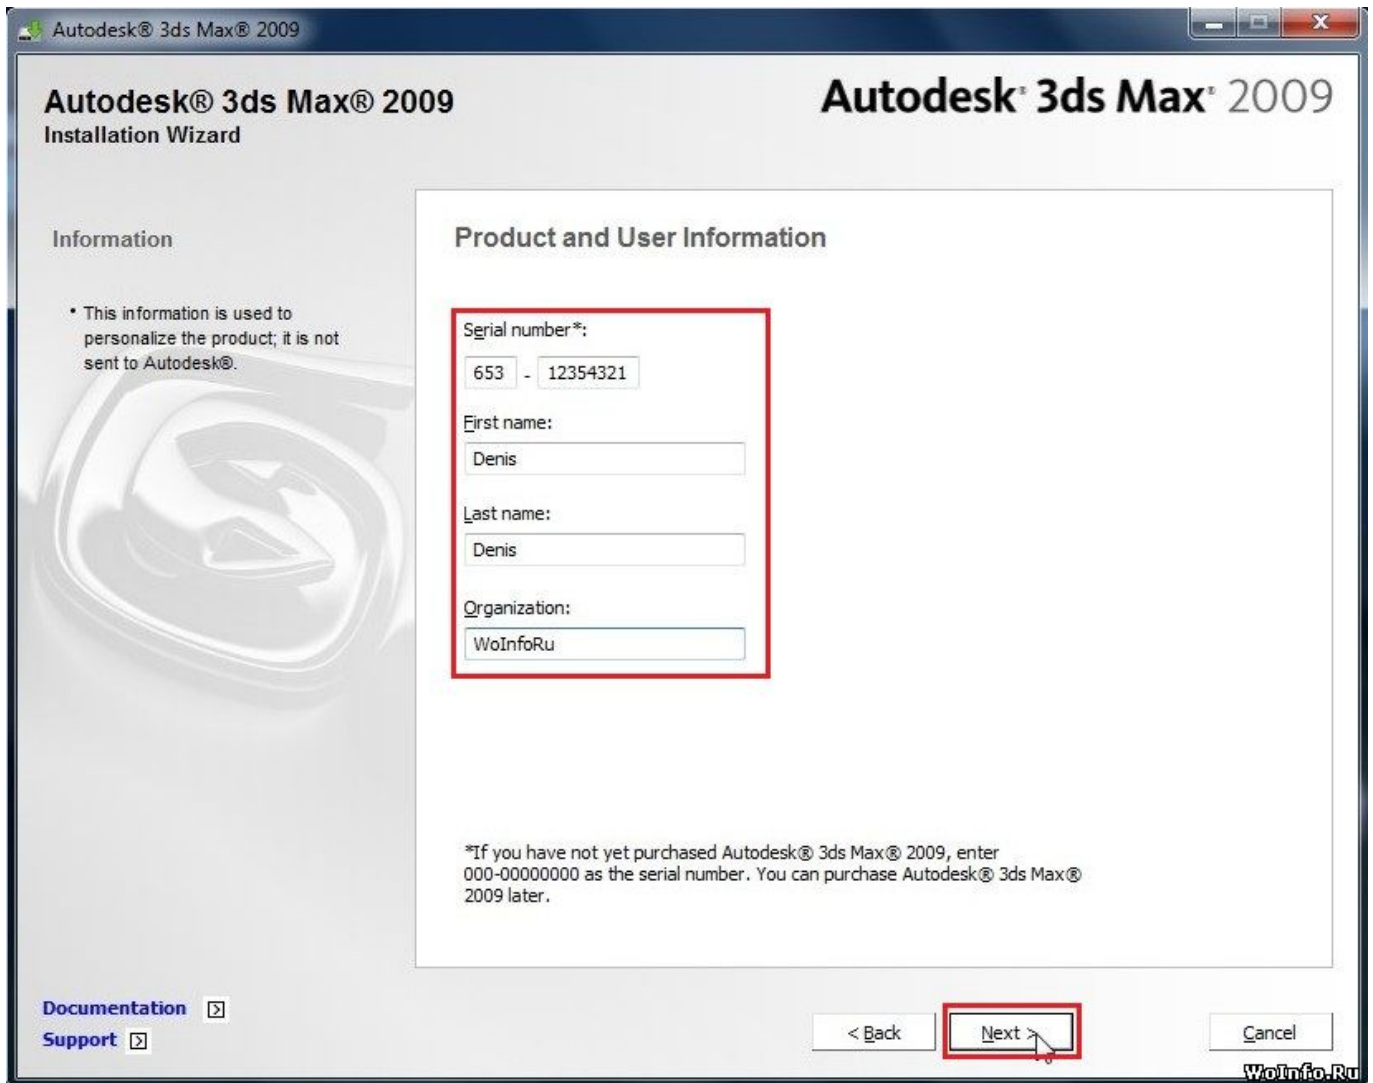 Autodesk® 3ds Max® 2009
Autodesk® 3ds Max® 2009
Installation Wizard
Autodesk® 3ds Max® 2009
Information
• This information is used to
personalize the product; it is not
sent to Autodesk®.
Product and User Information
Serial number*:
653 - 12354321
First name:
Denis
Last name:
Denis
Organization:
WoInfoRu
*If you have not yet purchased Autodesk® 3ds Max® 2009, enter
000-00000000 as the serial number. You can purchase Autodesk® 3ds Max®
2009 later.
Documentation
Support
< Back
Next >
Cancel
WoInfo.Ru